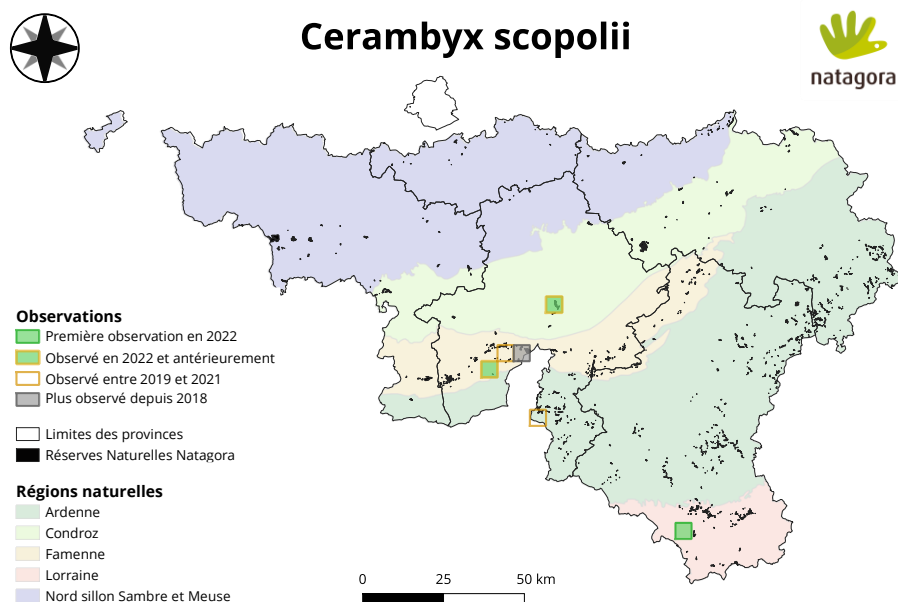 Cerambyx scopolii
natagora
Observations
Première observation en 2022
Observé en 2022 et antérieurement
Observé entre 2019 et 2021
Plus observé depuis 2018
Limites des provinces
Réserves Naturelles Natagora
Régions naturelles
Ardenne
Condroz
Famenne
Lorraine
Nord sillon Sambre et Meuse
0 25 50 km